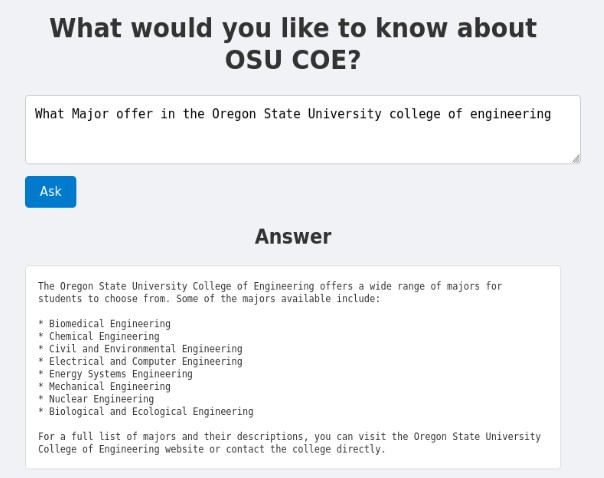 What would you like to know about
OSU COE?
What Major offer in the Oregon State University college of engineering
Ask
Answer
The Oregon State University College of Engineering offers a wide range of majors for
students to choose from. Some of the majors available include:
* Biomedical Engineering
* Chemical Engineering
* Civil and Environmental Engineering
* Electrical and Computer Engineering
* Energy Systems Engineering
* Mechanical Engineering
* Nuclear Engineering
* Biological and Ecological Engineering
For a full list of majors and their descriptions, you can visit the Oregon State University
College of Engineering website or contact the college directly.